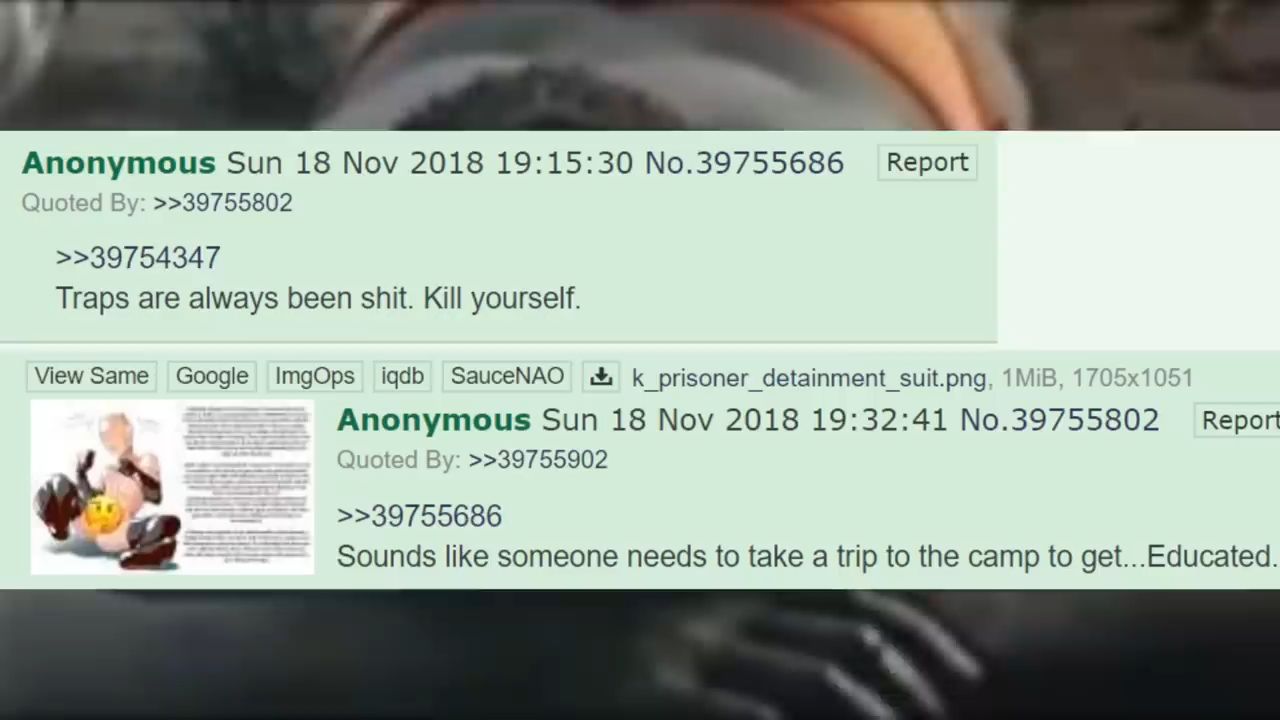 Anonymous Sun 18 Nov 2018 19:15:30 No.39755686 Report
Quoted By: >>39755802
>>39754347
Traps are always been shit. Kill yourself.
View Same Google ImgOps iqdb SauceNAO k_prisoner_detainment_suit.png, 1MiB, 1705x1051
Anonymous Sun 18 Nov 2018 19:32:41 No.39755802 Report
Quoted By: >>39755902
>>39755686
Sounds like someone needs to take a trip to the camp to get...Educated.